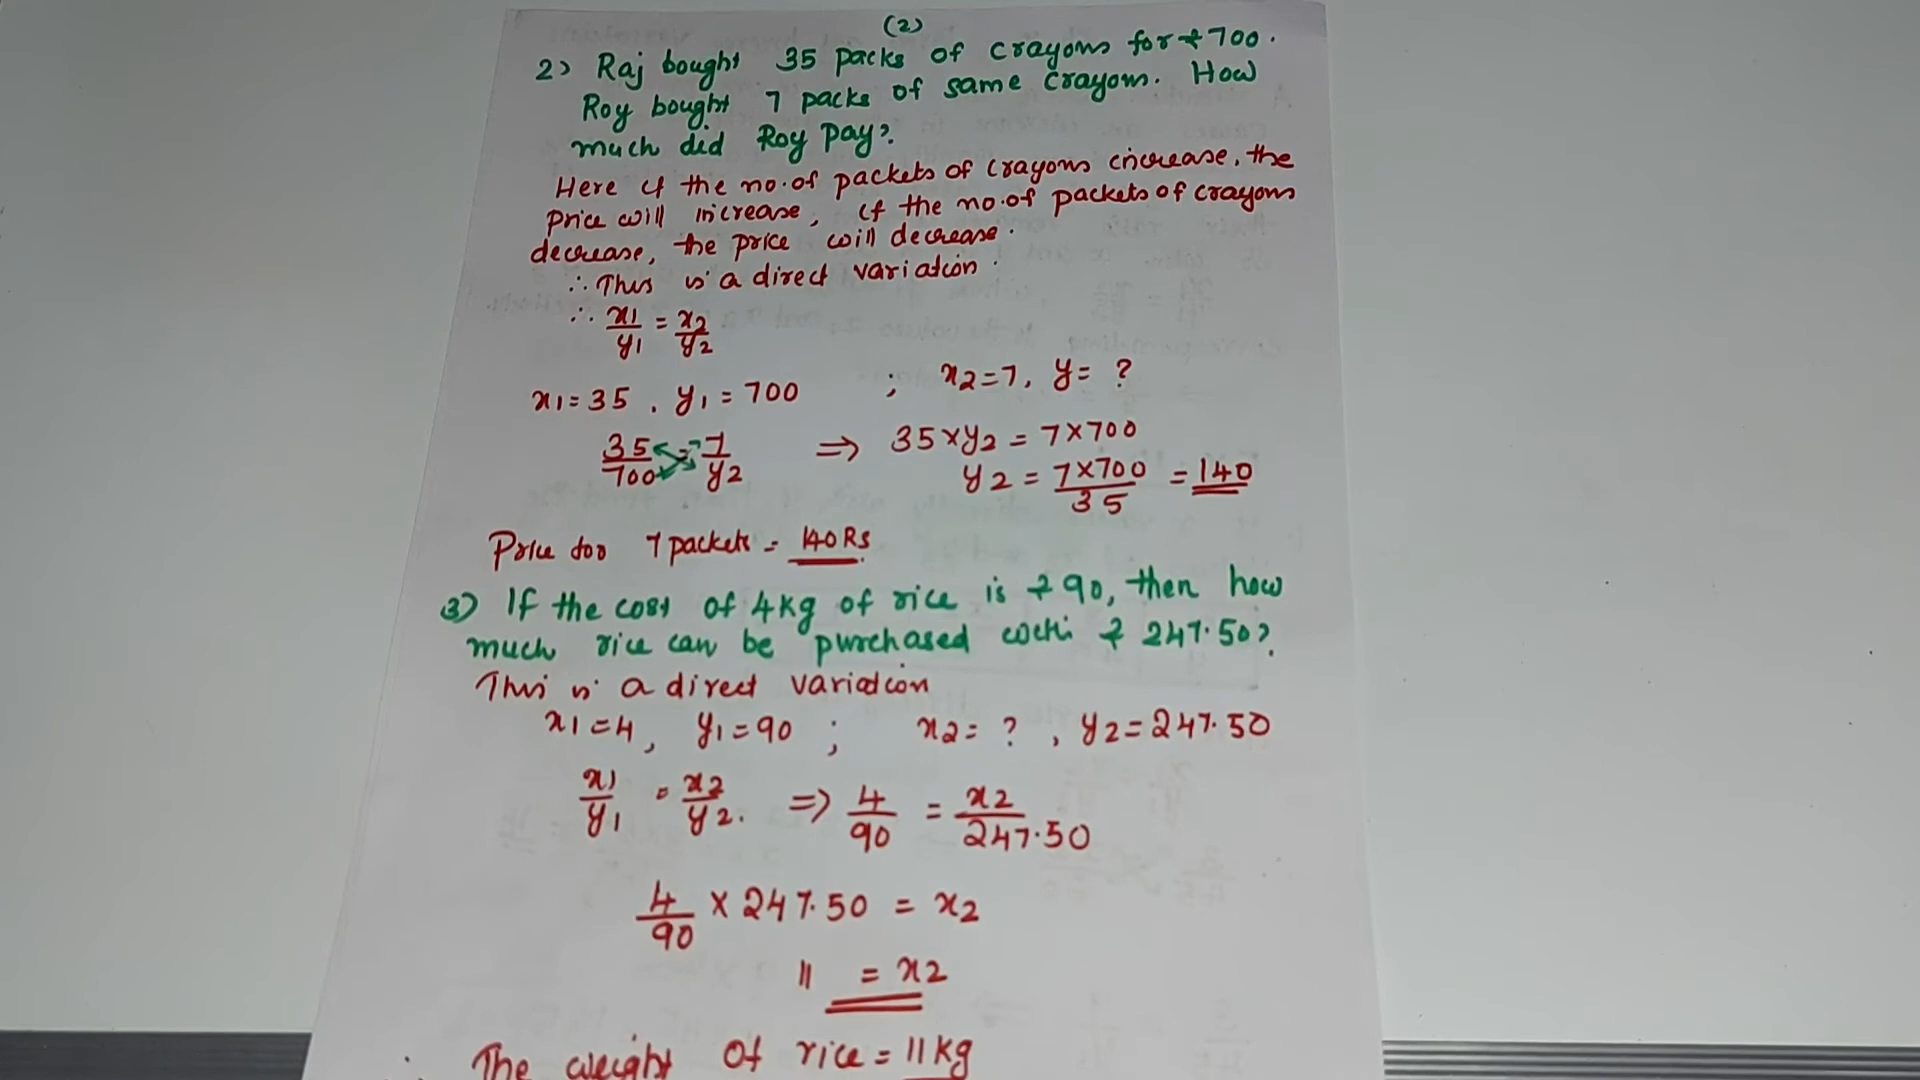 (2)
2) Raj bought 35 packs of crayons for ₹700.
Roy bought 7 packs of same crayons. How
much did Roy pay?
Here if the no.of packets of crayons increase, the
price will increase, if the no.of packets of crayons
decrease, the price will decrease.
∴ This is a direct variation.
∴ x1/y1 = x2/y2
x1=35, y1=700 ; x2=7, y=?
35/700 = 7/y2 ⇒ 35×y2 = 7×700
y2 = 7×700/35 = 140
Price for 7 packets = 140 Rs
3) If the cost of 4kg of rice is ₹90, then how
much rice can be purchased with ₹247.50?
This is a direct variation
x1=4, y1=90 ; x2=?, y2=247.50
x1/y1 = x2/y2. ⇒ 4/90 = x2/247.50
4/90 × 247.50 = x2
11 = x2
∴ The weight of rice = 11kg